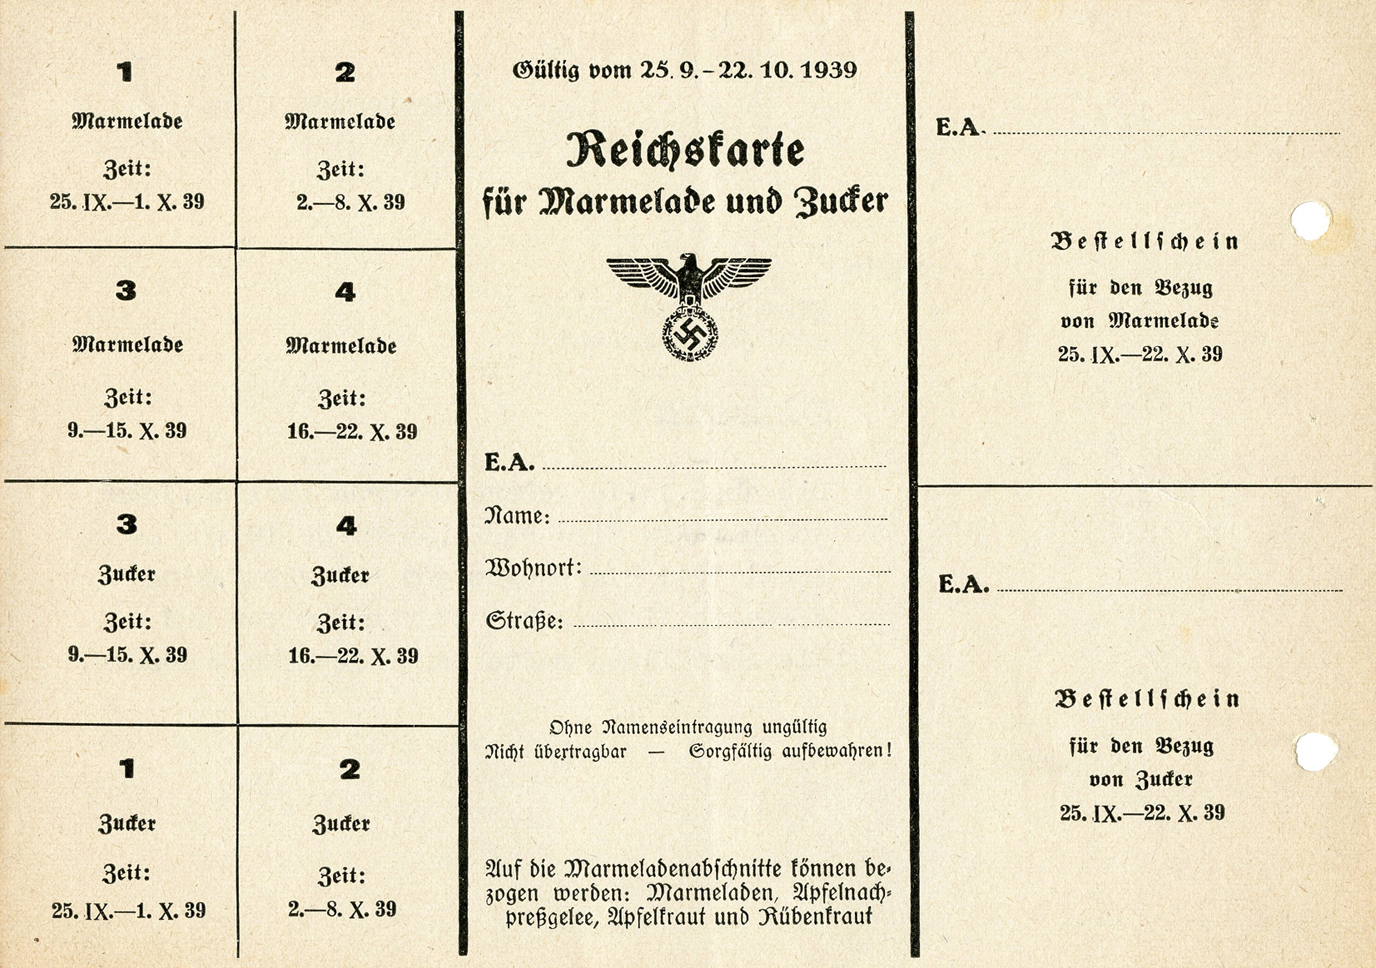 1
Marmelade
Zeit:
25. IX.—1. X. 39
2
Marmelade
Zeit:
2.—8. X. 39
3
Marmelade
Zeit:
9.—15. X. 39
4
Marmelade
Zeit:
16.—22. X. 39
3
Zucker
Zeit:
9.—15. X. 39
4
Zucker
Zeit:
16.—22. X. 39
1
Zucker
Zeit:
25. IX.—1. X. 39
2
Zucker
Zeit:
2.—8. X. 39
Gültig vom 25. 9.–22. 10. 1939
Reichskarte
für Marmelade und Zucker
E.A.
Name:
Wohnort:
Straße:
Ohne Namenseintragung ungültig
Nicht übertragbar — Sorgfältig aufbewahren!
Auf die Marmeladenabschnitte können be-
zogen werden: Marmeladen, Apfelnach-
preßgelee, Apfelkraut und Rübenkraut
E.A.
Bestellschein
für den Bezug
von Marmelade
25. IX.—22. X. 39
E.A.
Bestellschein
für den Bezug
von Zucker
25. IX.—22. X. 39